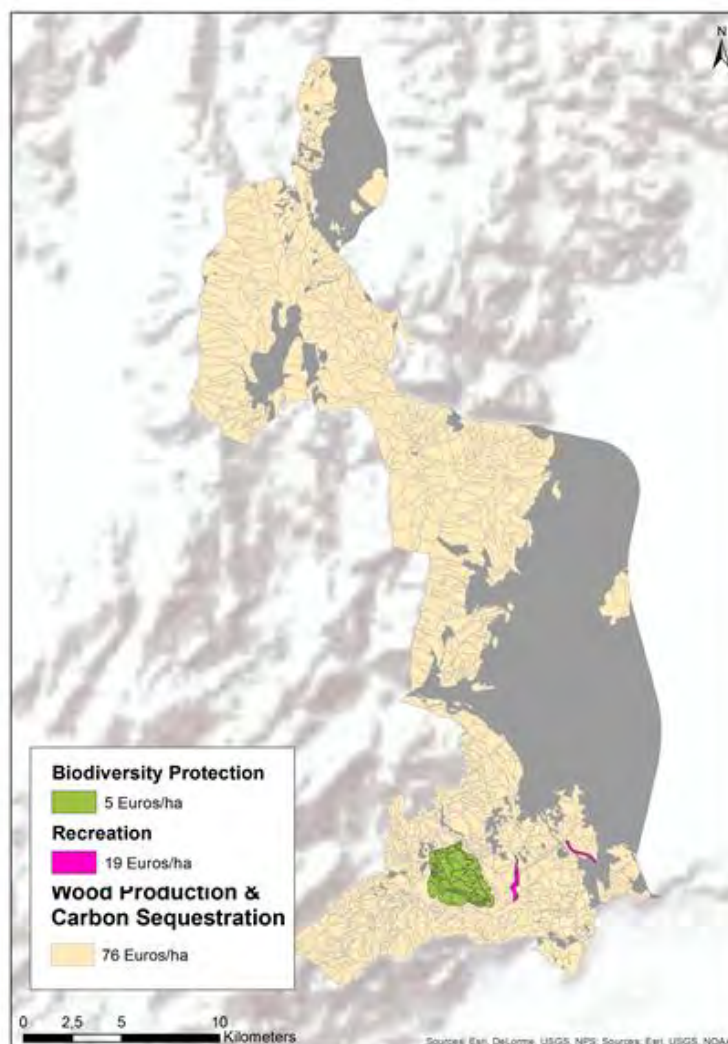 N
Biodiversity Protection
5 Euros/ha
Recreation
19 Euros/ha
Wood Production &
Carbon Sequestration
76 Euros/ha
0 2,5 5 10
Kilometers
Sources: Esri, DeLorme, USGS, NPS; Sources: Esri, USGS, NOAA